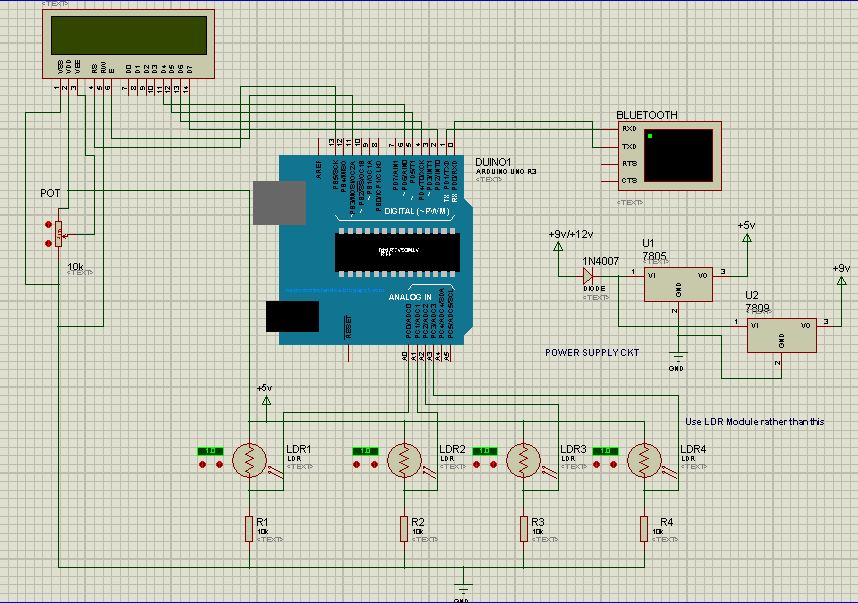 <TEXT>
VSS VDD VEE RS RW E D0 D1 D2 D3 D4 D5 D6 D7
1 2 3 4 5 6 7 8 9 10 11 12 13 14
BLUETOOTH
RXD
TXD
RTS
CTS
<TEXT>
13 12 11 10 9 8 7 6 5 4 3 2 1 0
AREF
DUINO1
ARDUINO UNO R3
<TEXT>
DIGITAL (~PWM)
TX
RX
ANALOG IN
RESET
A0 A1 A2 A3 A4 A5
POT
10k
<TEXT>
+9v/+12v
1N4007
DIODE
<TEXT>
U1
7805
VI VO
GND
1 3
2
+5v
U2
7809
VI VO
GND
1 3
2
+9v
GND
POWER SUPPLY CKT
Use LDR Module rather than this
+5v
1.0
LDR1
LDR
<TEXT>
1.0
LDR2
LDR
<TEXT>
1.0
LDR3
LDR
<TEXT>
1.0
LDR4
LDR
<TEXT>
R1
10k
<TEXT>
R2
10k
<TEXT>
R3
10k
<TEXT>
R4
10k
<TEXT>
GND